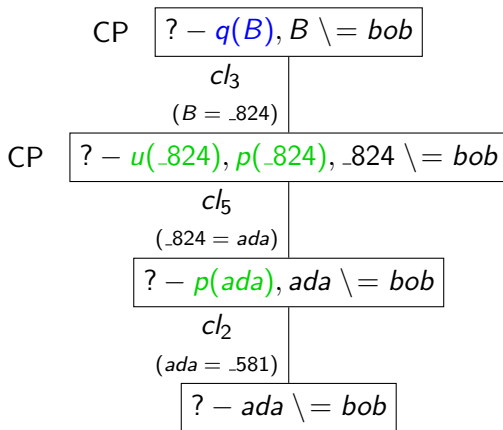 CP ? − q(B), B \= bob
cl₃
(B = _824)
CP ? − u(_824), p(_824), _824 \= bob
cl₅
(_824 = ada)
? − p(ada), ada \= bob
cl₂
(ada = _581)
? − ada \= bob